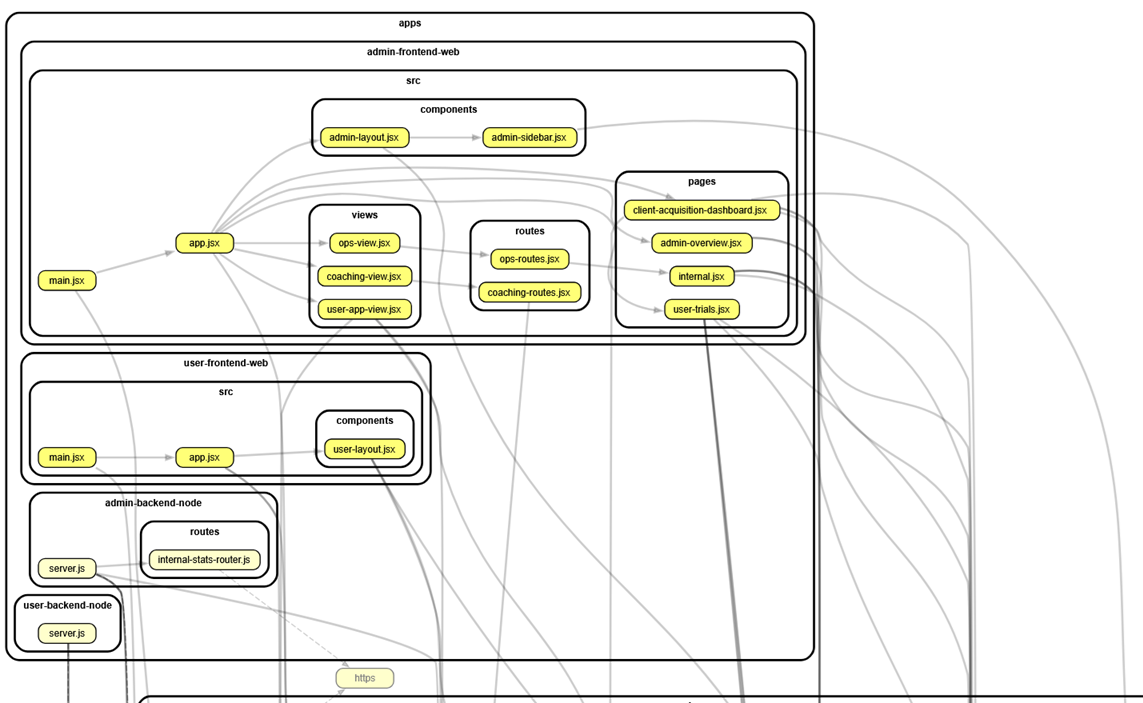 apps
admin-frontend-web
src
components
admin-layout.jsx
admin-sidebar.jsx
pages
client-acquisition-dashboard.jsx
admin-overview.jsx
internal.jsx
user-trials.jsx
views
ops-view.jsx
coaching-view.jsx
user-app-view.jsx
routes
ops-routes.jsx
coaching-routes.jsx
app.jsx
main.jsx
user-frontend-web
src
components
user-layout.jsx
main.jsx
app.jsx
admin-backend-node
routes
internal-stats-router.js
server.js
user-backend-node
server.js
https